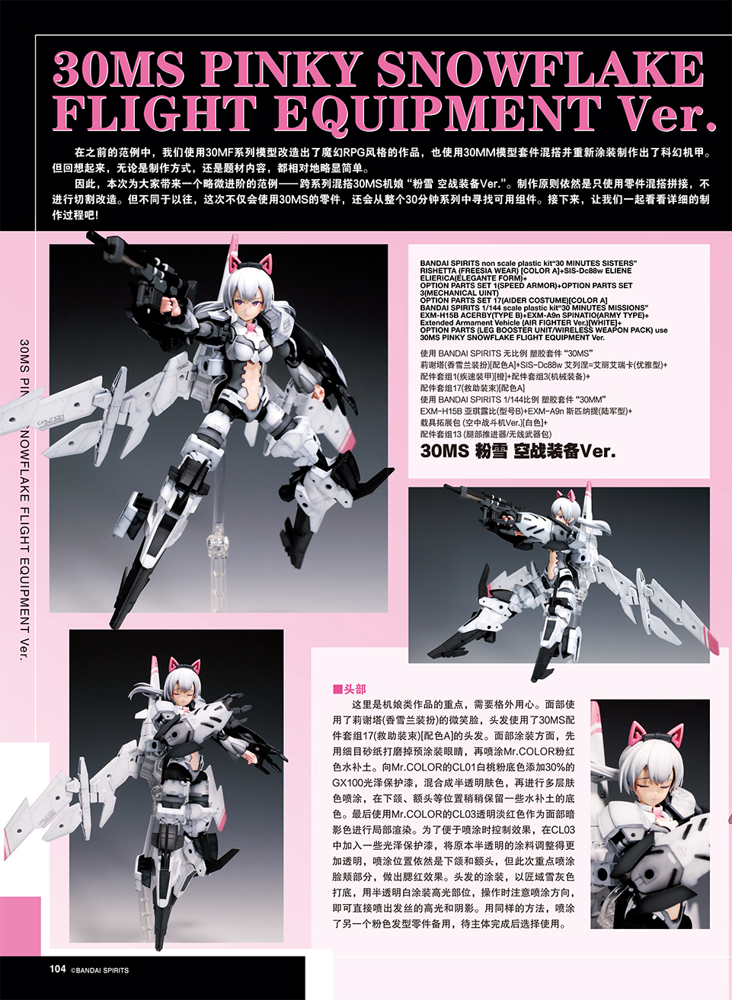 30MS PINKY SNOWFLAKE
FLIGHT EQUIPMENT Ver.
在之前的范例中，我们使用30MF系列模型改造出了魔幻RPG风格的作品，也使用30MM模型套件混搭并重新涂装制作出了科幻机甲。
但回想起来，无论是制作方式，还是题材内容，都相对地略显简单。
因此，本次为大家带来一个略微进阶的范例——跨系列混搭30MS机娘“粉雪 空战装备Ver.”。制作原则依然是只使用零件混搭拼接，不
进行切割改造。但不同于以往，这次不仅会使用30MS的零件，还会从整个30分钟系列中寻找可用组件。接下来，让我们一起看看详细的制
作过程吧！
BANDAI SPIRITS non scale plastic kit“30 MINUTES SISTERS”
RISHETTA (FREESIA WEAR) [COLOR A]+SIS-Dc88w ELIENE
ELIERICA(ELEGANTE FORM)+
OPTION PARTS SET 1(SPEED ARMOR)+OPTION PARTS SET
3(MECHANICAL UINT)
OPTION PARTS SET 17(AIDER COSTUME)[COLOR A]
BANDAI SPIRITS 1/144 scale plastic kit“30 MINUTES MISSIONS”
EXM-H15B ACERBY(TYPE B)+EXM-A9n SPINATIO(ARMY TYPE)+
Extended Armament Vehicle (AIR FIGHTER Ver.)[WHITE]+
OPTION PARTS (LEG BOOSTER UNIT/WIRELESS WEAPON PACK) use
30MS PINKY SNOWFLAKE FLIGHT EQUIPMENT Ver.
使用 BANDAI SPIRITS 无比例 塑胶套件 “30MS”
莉谢塔(香雪兰装扮)[配色A]+SIS-Dc88w 艾列涅=艾丽艾瑞卡(优雅型)+
配件套组1(疾速装甲)[橙]+配件套组3(机械装备)+
配件套组17(救助装束)[配色A]
使用 BANDAI SPIRITS 1/144比例 塑胶套件 “30MM”
EXM-H15B 亚琪露比(型号B)+EXM-A9n 斯匹纳提(陆军型)+
载具拓展包 (空中战斗机Ver.)[白色]+
配件套组13 (腿部推进器/无线武器包)
30MS 粉雪 空战装备Ver.
30MS PIN NOWFLAKE FLIGHT EQUIPMENT Ver.
■头部
这里是机娘类作品的重点，需要格外用心。面部使
用了莉谢塔(香雪兰装扮)的微笑脸，头发使用了30MS配
件套组17(救助装束)[配色A]的头发。面部涂装方面，先
用细目砂纸打磨掉预涂装眼睛，再喷涂Mr.COLOR粉红
色水补土。向Mr.COLOR的CL01白桃粉底色添加30%的
GX100光泽保护漆，混合成半透明肤色，再进行多层肤
色喷涂，在下颌、额头等位置稍稍保留一些水补土的底
色。最后使用Mr.COLOR的CL03透明淡红色作为面部暗
影色进行局部渲染。为了便于喷涂时控制效果，在CL03
中加入一些光泽保护漆，将原本半透明的涂料调整得更
加透明，喷涂位置依然是下颌和额头，但此次重点喷涂
脸颊部分，做出腮红效果。头发的涂装，以匠域雪灰色
打底，用半透明白涂装高光部位，操作时注意喷涂方向，
即可直接喷出发丝的高光和阴影。用同样的方法，喷涂
了另一个粉色发型零件备用，待主体完成后选择使用。
104 ©BANDAI SPIRITS